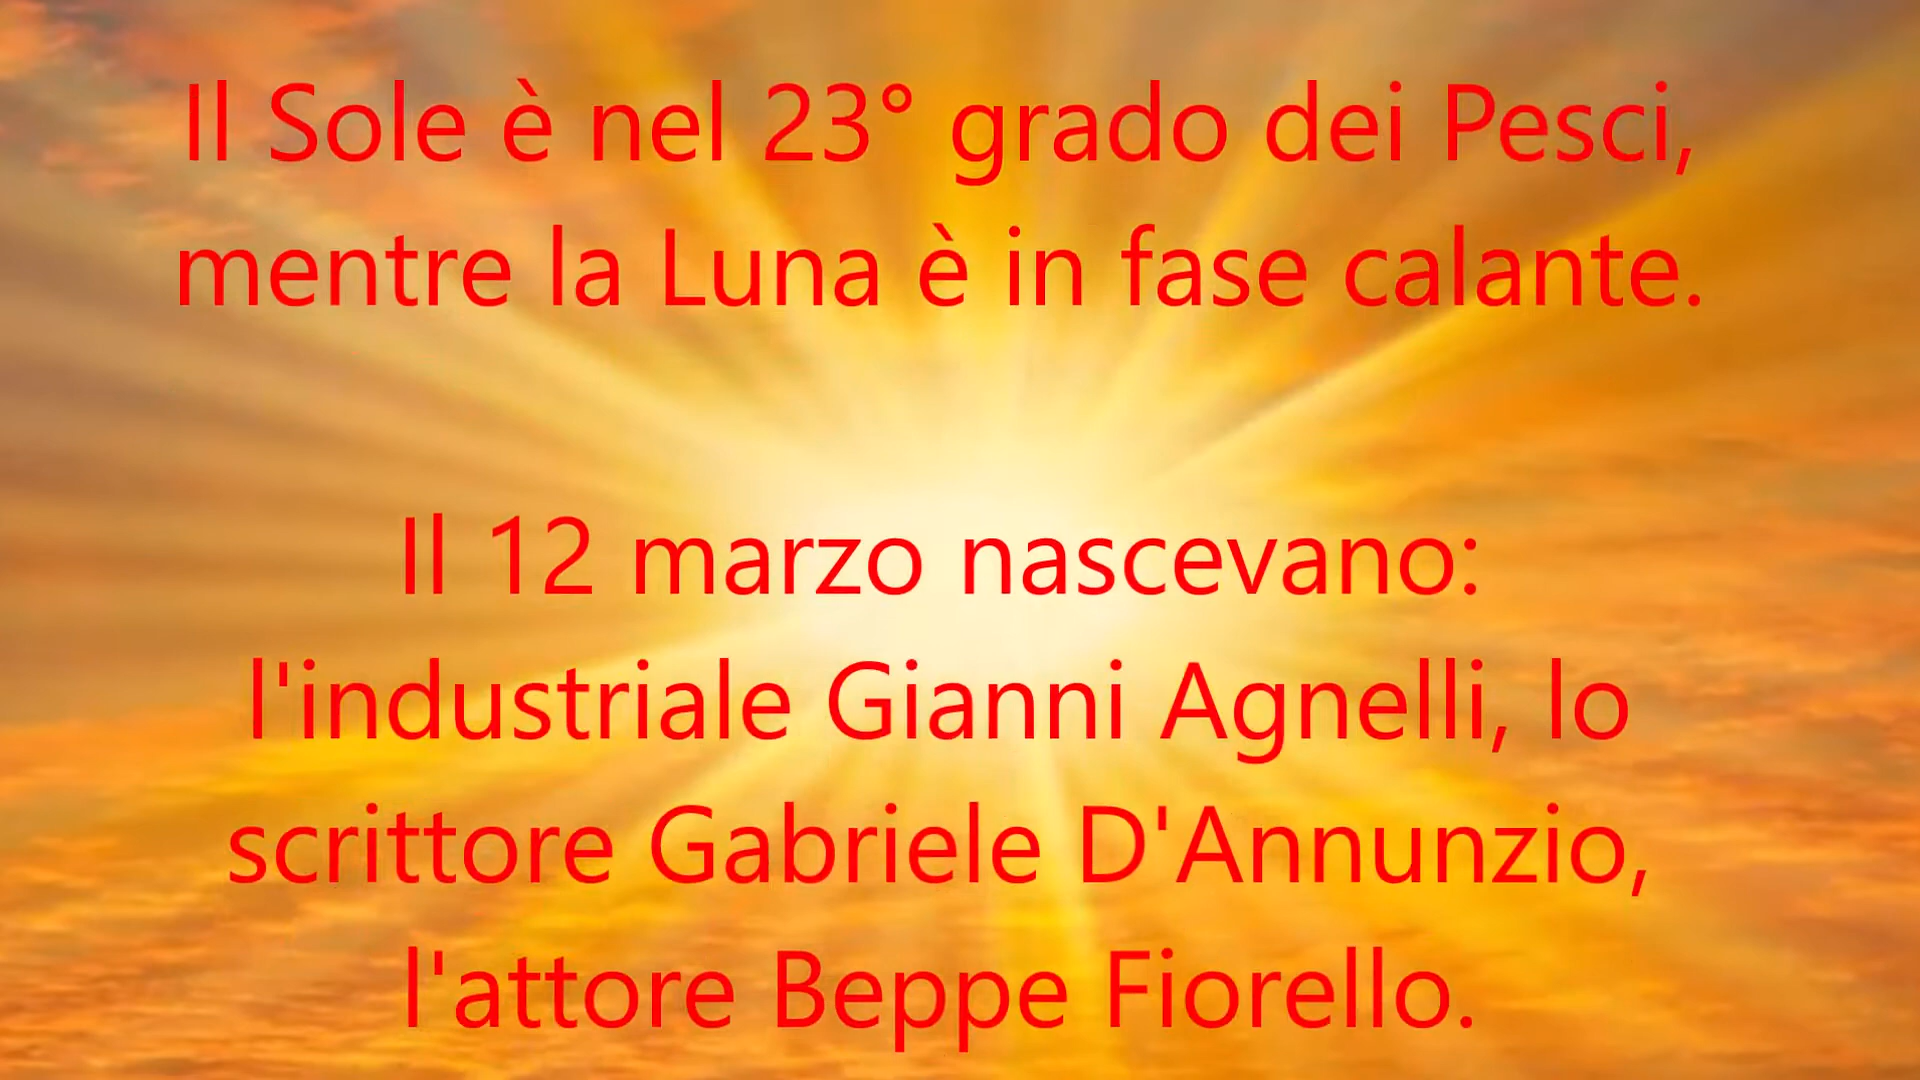 Il Sole è nel 23° grado dei Pesci,
mentre la Luna è in fase calante.
Il 12 marzo nascevano:
l'industriale Gianni Agnelli, lo
scrittore Gabriele D'Annunzio,
l'attore Beppe Fiorello.